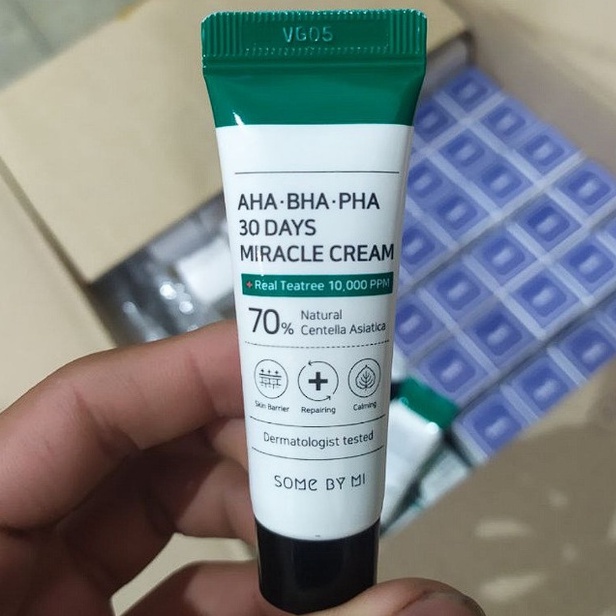 VG05
AHA·BHA·PHA
30 DAYS
MIRACLE CREAM
+Real Teatree 10,000 PPM
70% Natural
Centella Asiatica
Skin Barrier Repairing Calming
Dermatologist tested
SOME BY MI